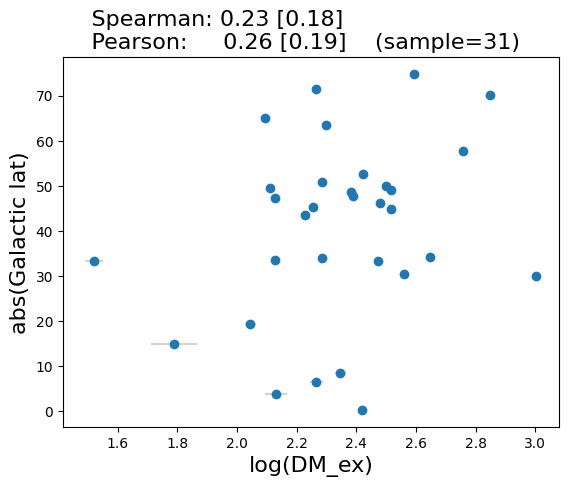 Spearman: 0.23 [0.18]
Pearson: 0.26 [0.19] (sample=31)
abs(Galactic lat)
70
60
50
40
30
20
10
0
1.6 1.8 2.0 2.2 2.4 2.6 2.8 3.0
log(DM_ex)